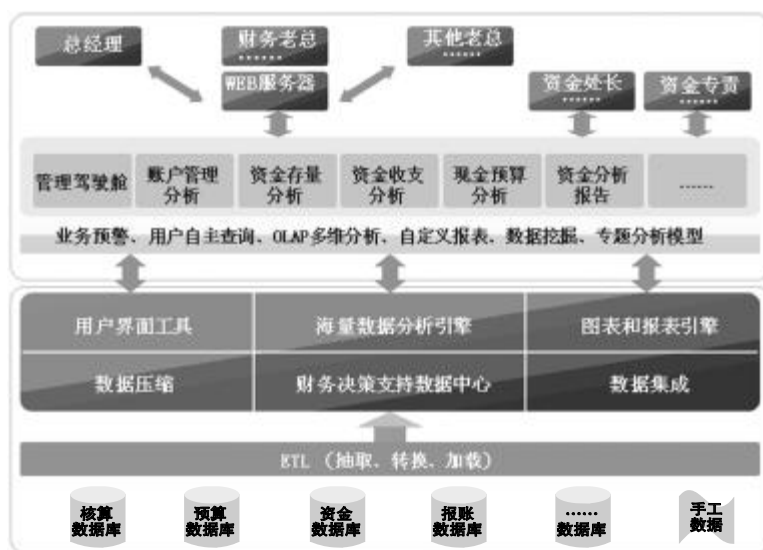 总经理
财务老总
......
其他老总
......
WEB服务器
资金处长
......
资金专责
......
管理驾驶舱
账户管理
分析
资金存量
分析
资金收支
分析
现金预算
分析
资金分析
报告
......
业务预警、用户自主查询、OLAP多维分析、自定义报表、数据挖掘、专题分析模型
用户界面工具
海量数据分析引擎
图表和报表引擎
数据压缩
财务决策支持数据中心
数据集成
ETL（抽取、转换、加载）
核算
数据库
预算
数据库
资金
数据库
报账
数据库
......
数据库
手工
数据